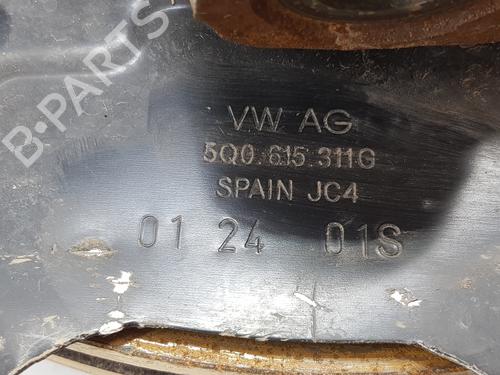 B-PARTS
VW AG
5Q0.615.311G
SPAIN JC4
01 24 01S